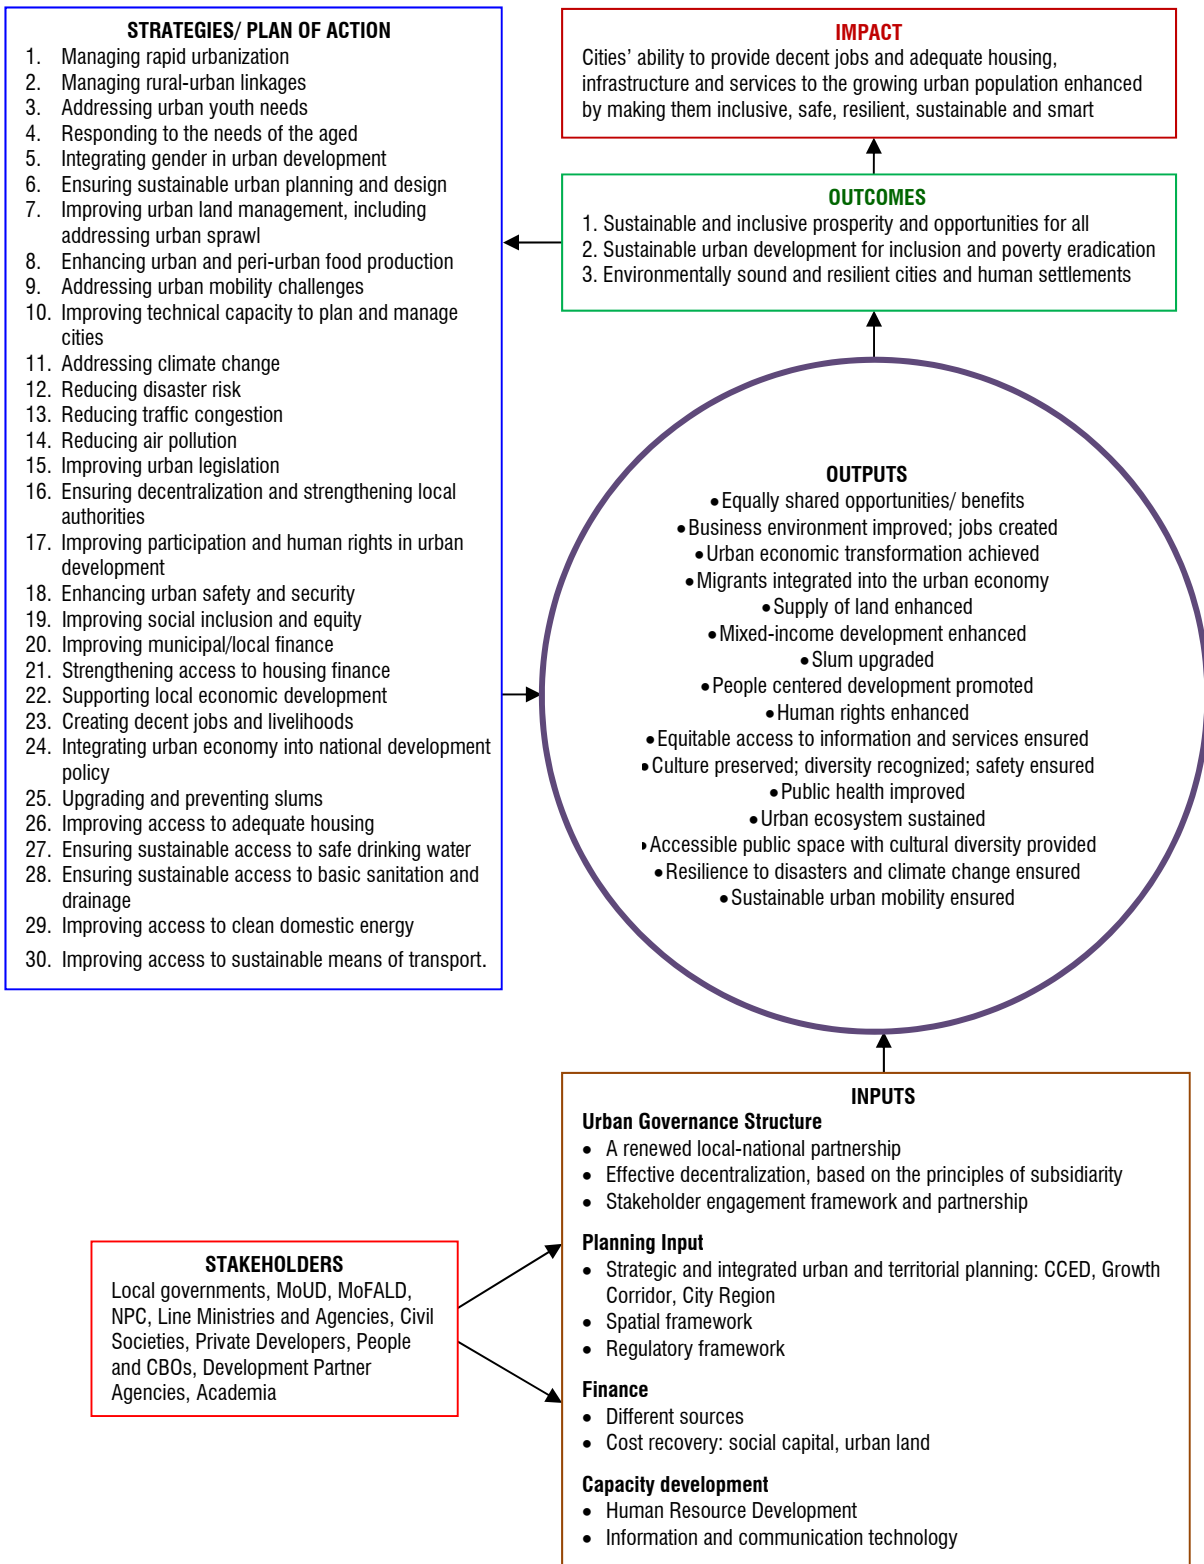 STRATEGIES/ PLAN OF ACTION
1. Managing rapid urbanization
2. Managing rural-urban linkages
3. Addressing urban youth needs
4. Responding to the needs of the aged
5. Integrating gender in urban development
6. Ensuring sustainable urban planning and design
7. Improving urban land management, including
addressing urban sprawl
8. Enhancing urban and peri-urban food production
9. Addressing urban mobility challenges
10. Improving technical capacity to plan and manage
cities
11. Addressing climate change
12. Reducing disaster risk
13. Reducing traffic congestion
14. Reducing air pollution
15. Improving urban legislation
16. Ensuring decentralization and strengthening local
authorities
17. Improving participation and human rights in urban
development
18. Enhancing urban safety and security
19. Improving social inclusion and equity
20. Improving municipal/local finance
21. Strengthening access to housing finance
22. Supporting local economic development
23. Creating decent jobs and livelihoods
24. Integrating urban economy into national development
policy
25. Upgrading and preventing slums
26. Improving access to adequate housing
27. Ensuring sustainable access to safe drinking water
28. Ensuring sustainable access to basic sanitation and
drainage
29. Improving access to clean domestic energy
30. Improving access to sustainable means of transport.
IMPACT
Cities’ ability to provide decent jobs and adequate housing,
infrastructure and services to the growing urban population enhanced
by making them inclusive, safe, resilient, sustainable and smart
OUTCOMES
1. Sustainable and inclusive prosperity and opportunities for all
2. Sustainable urban development for inclusion and poverty eradication
3. Environmentally sound and resilient cities and human settlements
OUTPUTS
• Equally shared opportunities/ benefits
• Business environment improved; jobs created
• Urban economic transformation achieved
• Migrants integrated into the urban economy
• Supply of land enhanced
• Mixed-income development enhanced
• Slum upgraded
• People centered development promoted
• Human rights enhanced
• Equitable access to information and services ensured
• Culture preserved; diversity recognized; safety ensured
• Public health improved
• Urban ecosystem sustained
• Accessible public space with cultural diversity provided
• Resilience to disasters and climate change ensured
• Sustainable urban mobility ensured
STAKEHOLDERS
Local governments, MoUD, MoFALD,
NPC, Line Ministries and Agencies, Civil
Societies, Private Developers, People
and CBOs, Development Partner
Agencies, Academia
INPUTS
Urban Governance Structure
• A renewed local-national partnership
• Effective decentralization, based on the principles of subsidiarity
• Stakeholder engagement framework and partnership
Planning Input
• Strategic and integrated urban and territorial planning: CCED, Growth
Corridor, City Region
• Spatial framework
• Regulatory framework
Finance
• Different sources
• Cost recovery: social capital, urban land
Capacity development
• Human Resource Development
• Information and communication technology